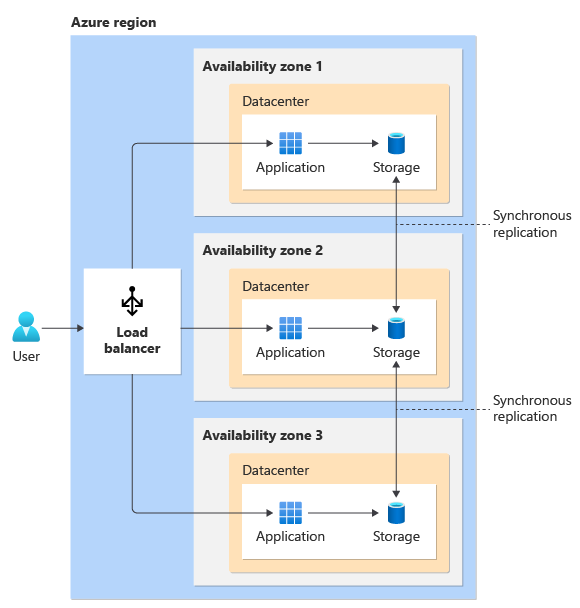 Azure region
Availability zone 1
Datacenter
Application
Storage
Synchronous
replication
Availability zone 2
Datacenter
Load
balancer
User
Application
Storage
Synchronous
replication
Availability zone 3
Datacenter
Application
Storage